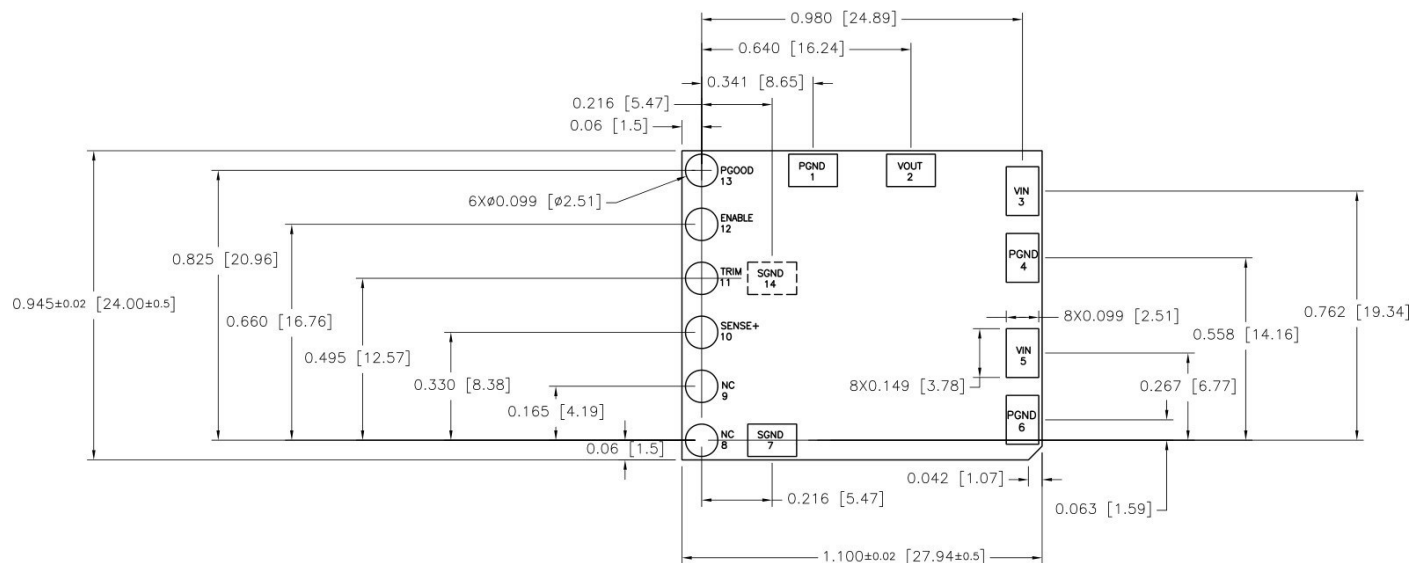 0.980 [24.89]
0.640 [16.24]
0.341 [8.65]
0.216 [5.47]
0.06 [1.5]
PGOOD
13
PGND
1
VOUT
2
VIN
3
6XØ0.099 [Ø2.51]
ENABLE
12
0.825 [20.96]
TRIM
11
SGND
14
PGND
4
0.945±0.02 [24.00±0.5]
0.660 [16.76]
0.762 [19.34]
8X0.099 [2.51]
0.558 [14.16]
SENSE+
10
0.495 [12.57]
VIN
5
0.330 [8.38]
8X0.149 [3.78]
0.267 [6.77]
NC
9
0.165 [4.19]
PGND
6
0.06 [1.5]
NC
8
SGND
7
0.042 [1.07]
0.216 [5.47]
0.063 [1.59]
1.100±0.02 [27.94±0.5]